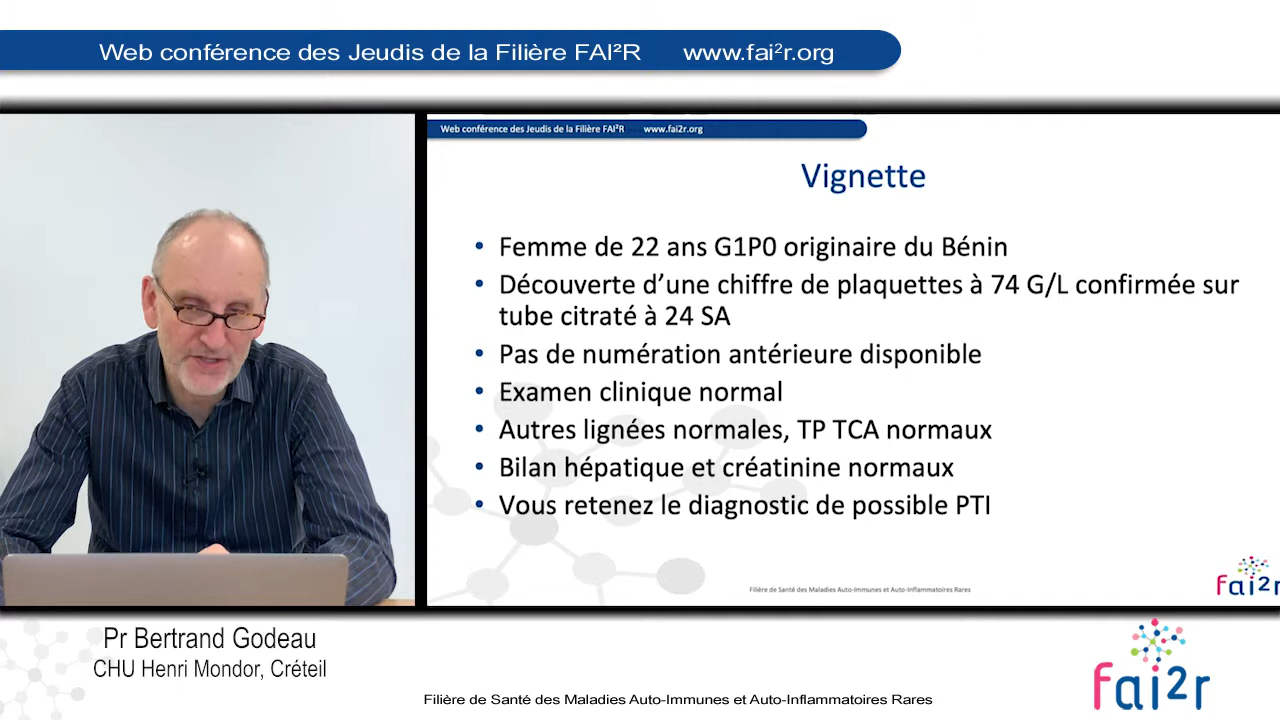 Web conférence des Jeudis de la Filière FAI²R www.fai²r.org
Web conférence des Jeudis de la Filière FAI²R www.fai2r.org
Vignette
• Femme de 22 ans G1P0 originaire du Bénin
• Découverte d’une chiffre de plaquettes à 74 G/L confirmée sur
tube citraté à 24 SA
• Pas de numération antérieure disponible
• Examen clinique normal
• Autres lignées normales, TP TCA normaux
• Bilan hépatique et créatinine normaux
• Vous retenez le diagnostic de possible PTI
Filière de Santé des Maladies Auto-Immunes et Auto-Inflammatoires Rares
fai2r
Pr Bertrand Godeau
CHU Henri Mondor, Créteil
Filière de Santé des Maladies Auto-Immunes et Auto-Inflammatoires Rares
fai2r